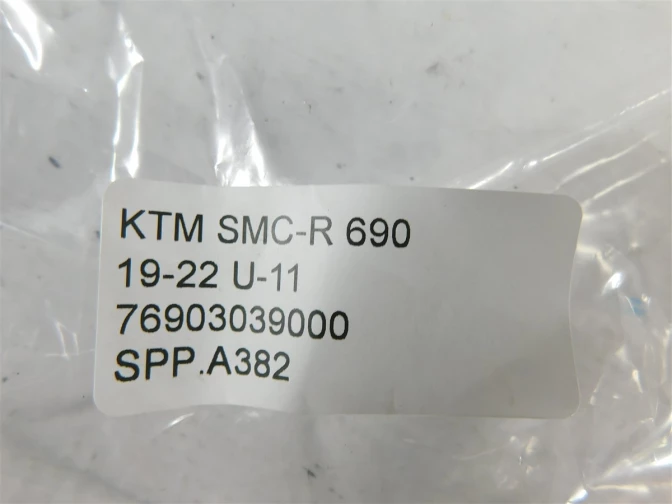 KTM SMC-R 690
19-22 U-11
76903039000
SPP.A382